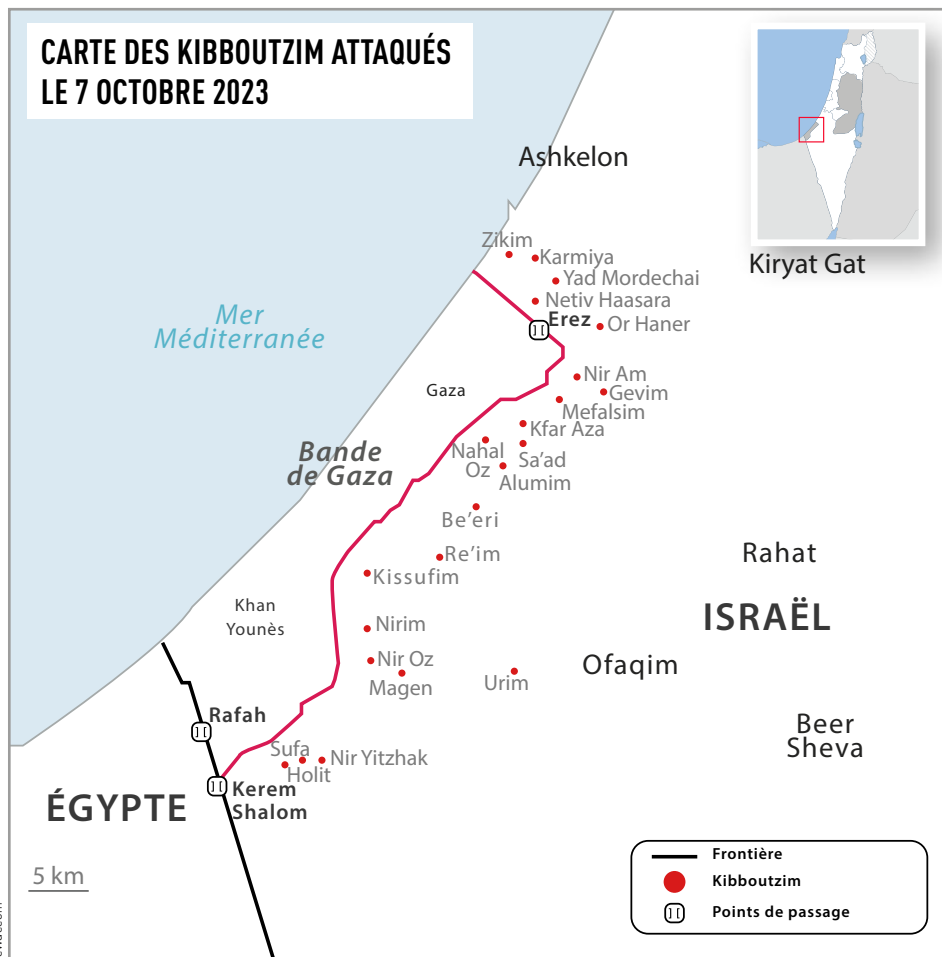 CARTE DES KIBBOUTZIM ATTAQUÉS
LE 7 OCTOBRE 2023
Ashkelon
Zikim
Karmiya
Kiryat Gat
Yad Mordechai
Netiv Haasara
Mer
Méditerranée
Erez
Or Haner
Nir Am
Gaza
Gevim
Mefalsim
Kfar Aza
Bande
de Gaza
Nahal
Oz
Sa'ad
Alumim
Be'eri
Re'im
Rahat
Kissufim
Khan
Younès
ISRAËL
Nirim
Nir Oz
Ofaqim
Magen
Urim
Rafah
Beer
Sheva
Sufa
Nir Yitzhak
Holit
Kerem
Shalom
ÉGYPTE
5 km
Frontière
Kibboutzim
Points de passage